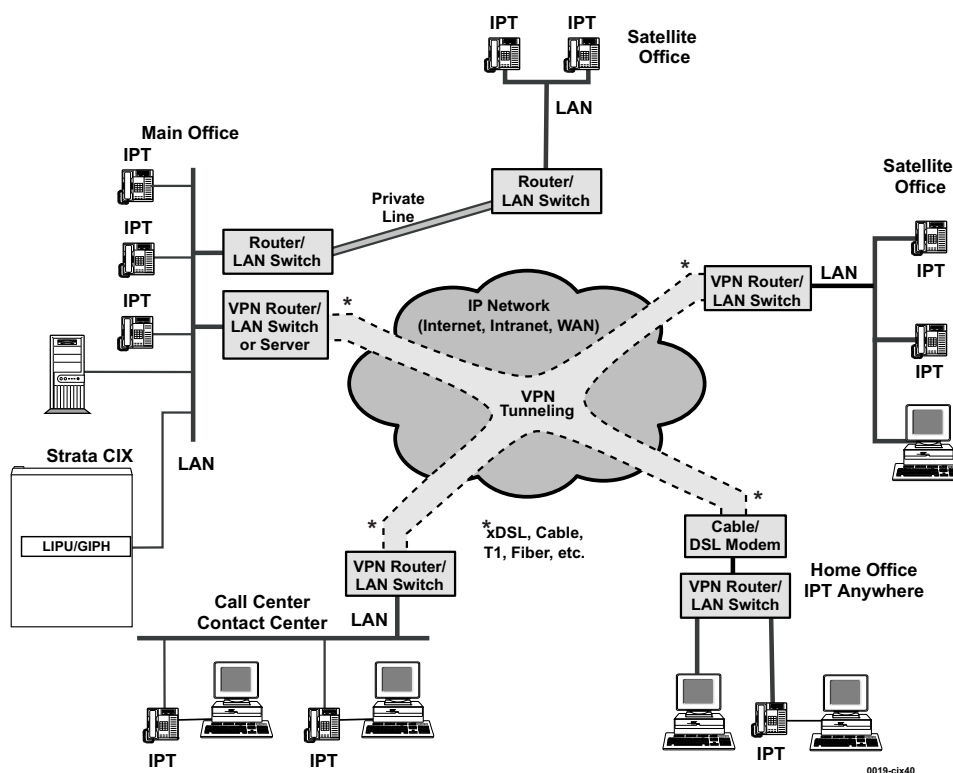 IPT
IPT
Satellite
Office
LAN
Main Office
IPT
IPT
IPT
Private
Line
Router/
LAN Switch
Router/
LAN Switch
VPN Router/
LAN Switch
or Server
*
IP Network
(Internet, Intranet, WAN)
*
VPN Router/
LAN Switch
LAN
Satellite
Office
IPT
IPT
VPN
Tunneling
LAN
Strata CIX
LIPU/GIPH
*
*xDSL, Cable,
T1, Fiber, etc.
*
Cable/
DSL Modem
VPN Router/
LAN Switch
Home Office
IPT Anywhere
VPN Router/
LAN Switch
LAN
Call Center
Contact Center
IPT
IPT
IPT
0019-cix40